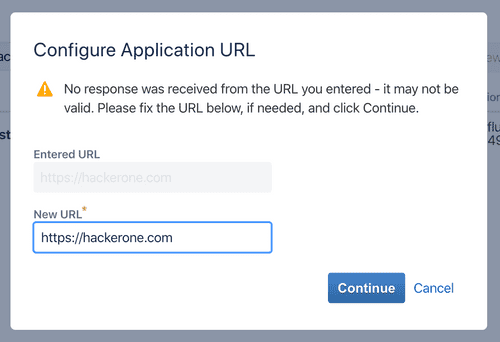 Configure Application URL
No response was received from the URL you entered - it may not be
valid. Please fix the URL below, if needed, and click Continue.
Entered URL
https://hackerone.com
New URL*
https://hackerone.com
Continue Cancel